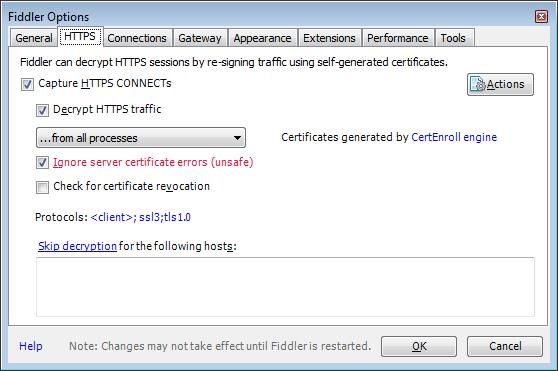 Fiddler Options
General HTTPS Connections Gateway Appearance Extensions Performance Tools
Fiddler can decrypt HTTPS sessions by re-signing traffic using self-generated certificates.
Capture HTTPS CONNECTs
Actions
Decrypt HTTPS traffic
...from all processes
Certificates generated by CertEnroll engine
Ignore server certificate errors (unsafe)
Check for certificate revocation
Protocols: <client>; ssl3;tls1.0
Skip decryption for the following hosts:
Help Note: Changes may not take effect until Fiddler is restarted. OK Cancel